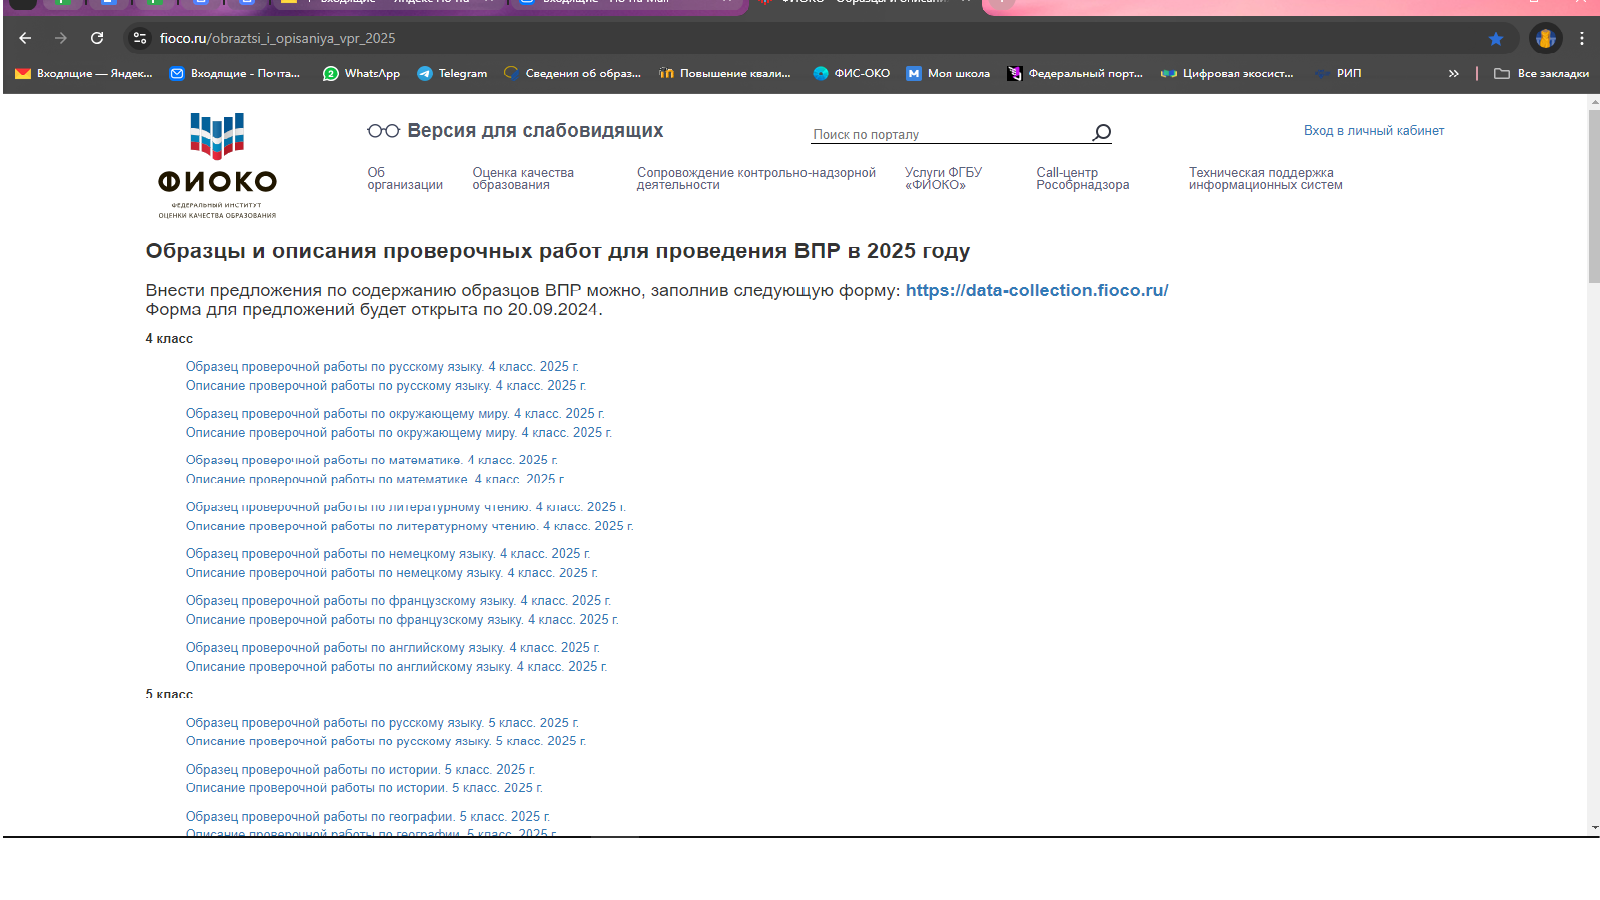 fioco.ru/obraztsi_i_opisaniya_vpr_2025
Входящие — Яндек... Входящие - Почта... WhatsApp Telegram Сведения об образ... Повышение квали... ФИС-ОКО Моя школа Федеральный порт... Цифровая экосист... РИП » Все закладки
Версия для слабовидящих
Поиск по порталу
Вход в личный кабинет
ФИОКО
ФЕДЕРАЛЬНЫЙ ИНСТИТУТ
ОЦЕНКИ КАЧЕСТВА ОБРАЗОВАНИЯ
Об
организации
Оценка качества
образования
Сопровождение контрольно-надзорной
деятельности
Услуги ФГБУ
«ФИОКО»
Call-центр
Рособрнадзора
Техническая поддержка
информационных систем
Образцы и описания проверочных работ для проведения ВПР в 2025 году
Внести предложения по содержанию образцов ВПР можно, заполнив следующую форму: https://data-collection.fioco.ru/
Форма для предложений будет открыта по 20.09.2024.
4 класс
Образец проверочной работы по русскому языку. 4 класс. 2025 г.
Описание проверочной работы по русскому языку. 4 класс. 2025 г.
Образец проверочной работы по окружающему миру. 4 класс. 2025 г.
Описание проверочной работы по окружающему миру. 4 класс. 2025 г.
Образец проверочной работы по математике. 4 класс. 2025 г.
Описание проверочной работы по математике. 4 класс. 2025 г.
Образец проверочной работы по литературному чтению. 4 класс. 2025 г.
Описание проверочной работы по литературному чтению. 4 класс. 2025 г.
Образец проверочной работы по немецкому языку. 4 класс. 2025 г.
Описание проверочной работы по немецкому языку. 4 класс. 2025 г.
Образец проверочной работы по французскому языку. 4 класс. 2025 г.
Описание проверочной работы по французскому языку. 4 класс. 2025 г.
Образец проверочной работы по английскому языку. 4 класс. 2025 г.
Описание проверочной работы по английскому языку. 4 класс. 2025 г.
5 класс
Образец проверочной работы по русскому языку. 5 класс. 2025 г.
Описание проверочной работы по русскому языку. 5 класс. 2025 г.
Образец проверочной работы по истории. 5 класс. 2025 г.
Описание проверочной работы по истории. 5 класс. 2025 г.
Образец проверочной работы по географии. 5 класс. 2025 г.
Описание проверочной работы по географии. 5 класс. 2025 г.